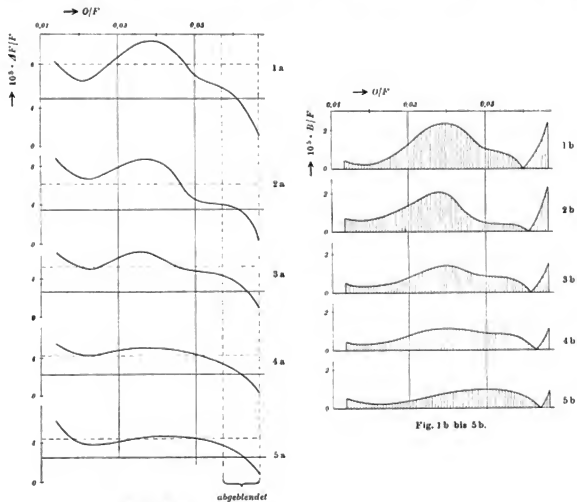 → O/F
0,01 0,03 0,05
→ 10⁵ · ΔF/F
1 a
2 a
3 a
4 a
5 a
abgeblendet
→ O/F
0,01 0,03 0,05
→ 10⁵ · B/F
1 b
2 b
3 b
4 b
5 b
Fig. 1 b bis 5 b.